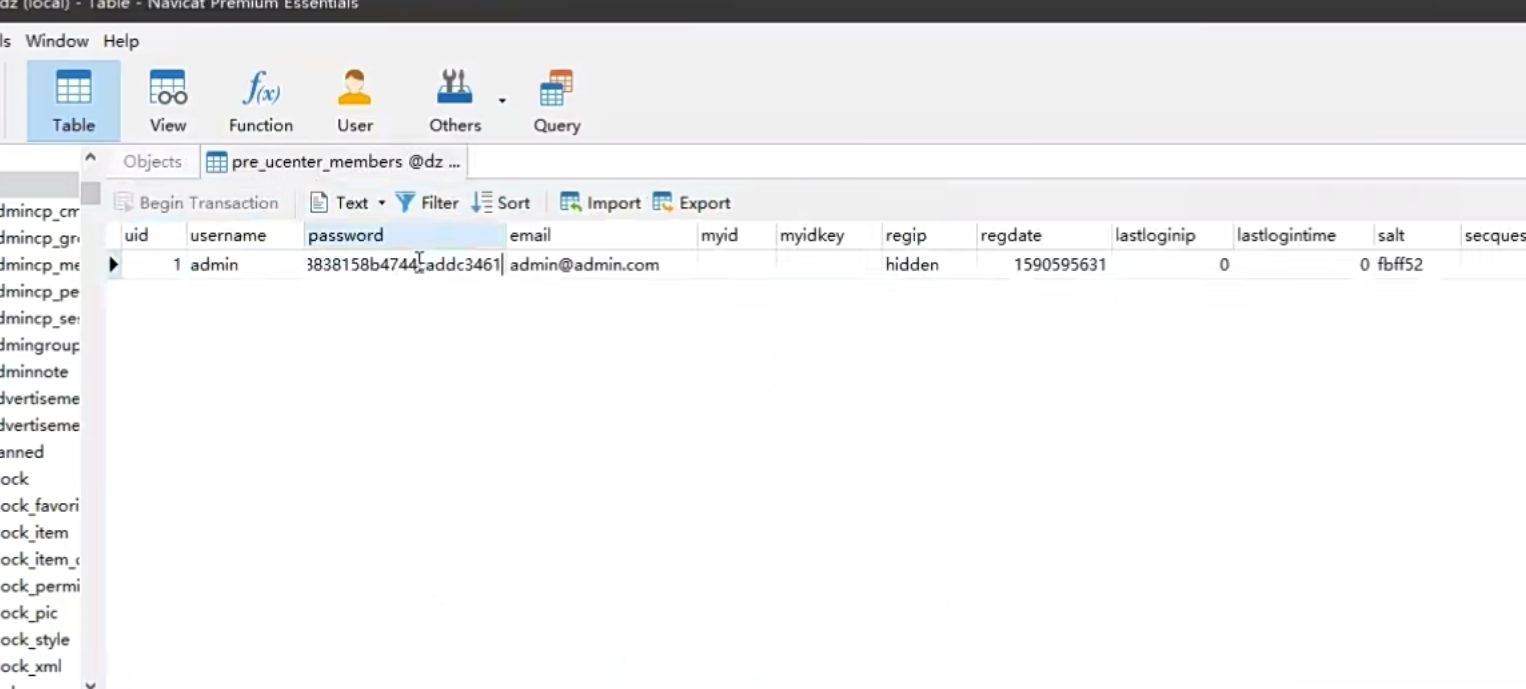 dz (local) - Table - Navicat Premium Essentials
ls Window Help
Table View Function User Others Query
f(x)
Objects pre_ucenter_members @dz ...
Begin Transaction Text Filter Sort Import Export
uid username password email myid myidkey regip regdate lastloginip lastlogintime salt secques
1 admin 3838158b4744 addc3461 admin@admin.com hidden 1590595631 0 0 fbff52
dmincp_cm
dmincp_gr
dmincp_me
dmincp_pe
dmincp_se
dmingroup
dminnote
dvertiseme
dvertiseme
anned
ock
ock_favori
ock_item
ock_item_c
ock_permi
ock_pic
ock_style
ock_xml